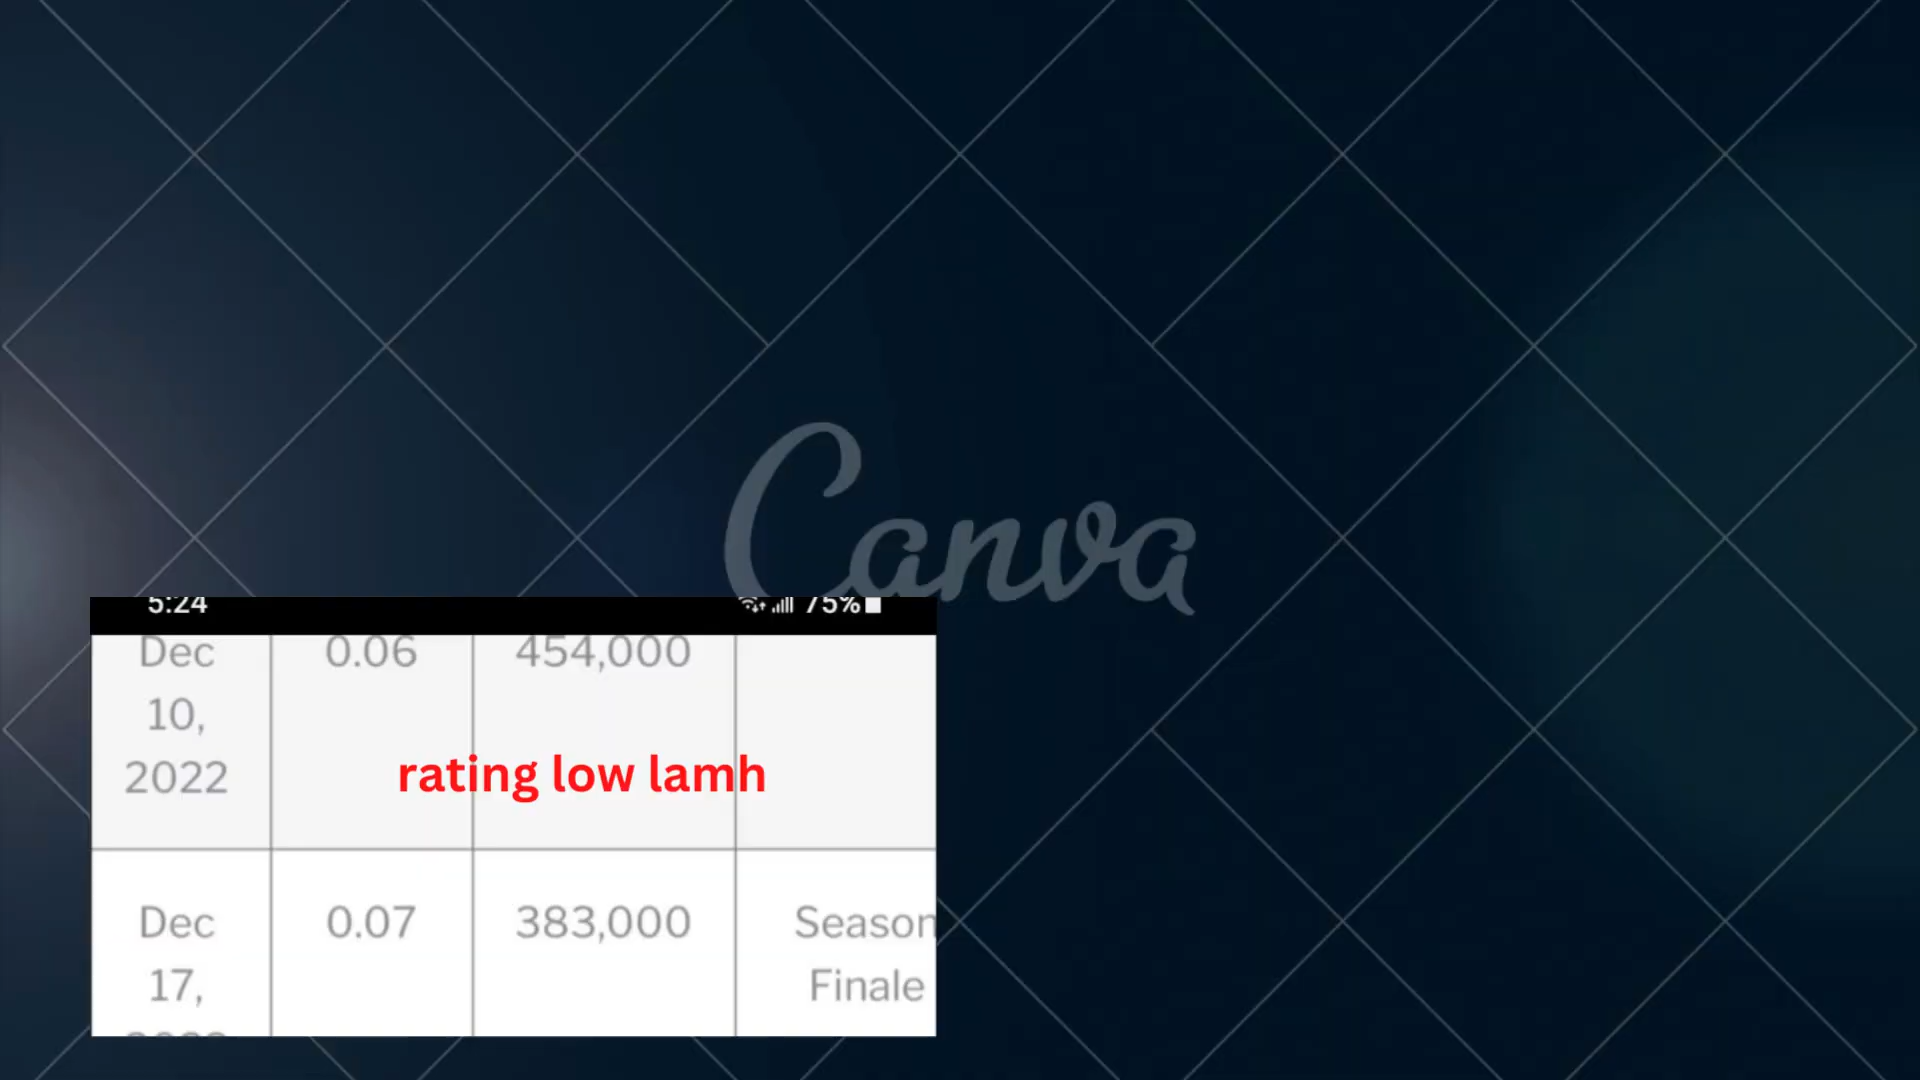 Canva
5:24 75%
Dec 0.06 454,000
10,
2022
rating low lamh
Dec 0.07 383,000 Season
17, Finale